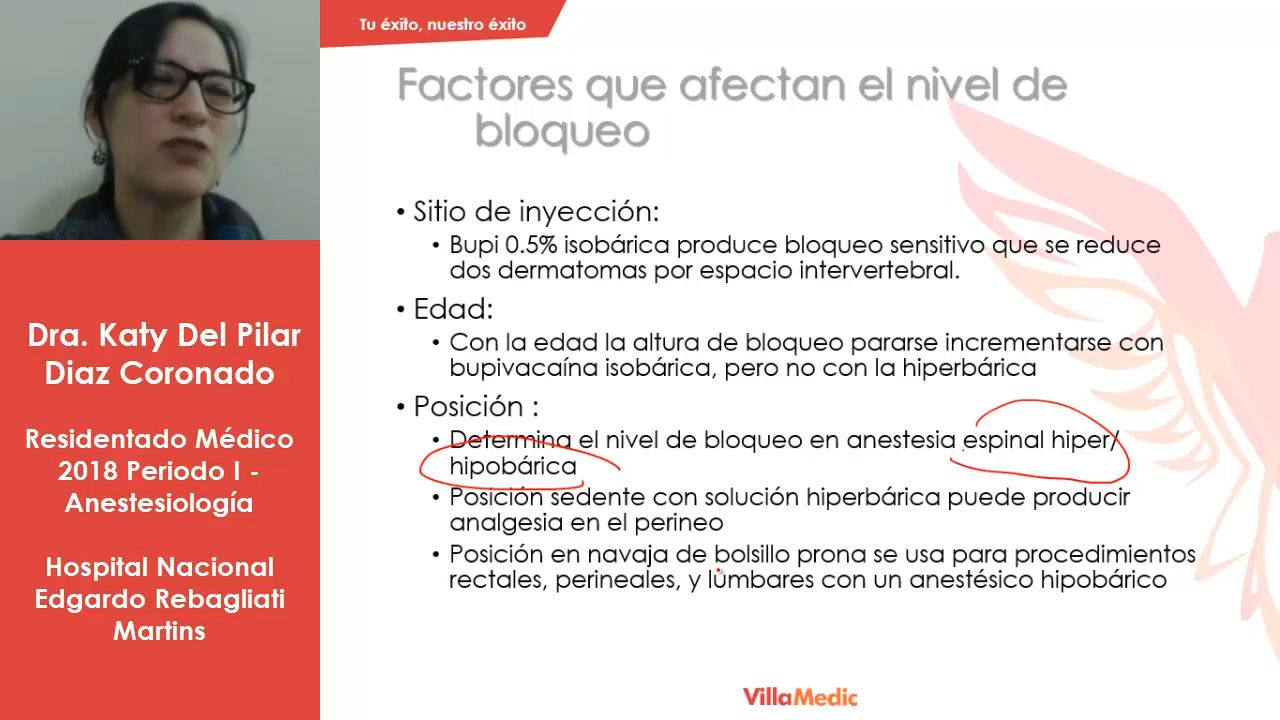 Tu éxito, nuestro éxito
Factores que afectan el nivel de
bloqueo
• Sitio de inyección:
• Bupi 0.5% isobárica produce bloqueo sensitivo que se reduce
dos dermatomas por espacio intervertebral.
• Edad:
• Con la edad la altura de bloqueo pararse incrementarse con
bupivacaína isobárica, pero no con la hiperbárica
• Posición :
• Determina el nivel de bloqueo en anestesia espinal hiper/
hipobárica
• Posición sedente con solución hiperbárica puede producir
analgesia en el perineo
• Posición en navaja de bolsillo prona se usa para procedimientos
rectales, perineales, y lumbares con un anestésico hipobárico
Dra. Katy Del Pilar
Diaz Coronado
Residentado Médico
2018 Periodo I -
Anestesiología
Hospital Nacional
Edgardo Rebagliati
Martins
VillaMedic